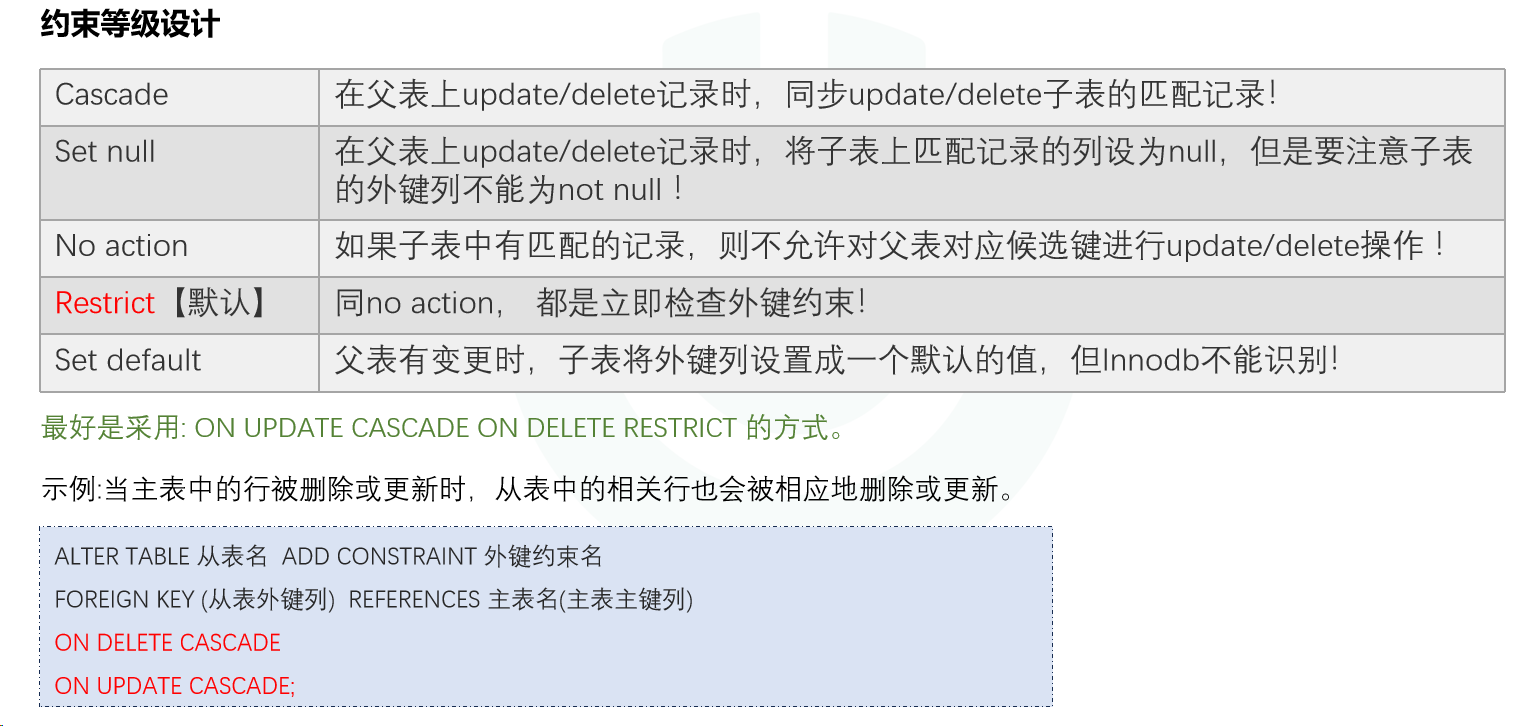 约束等级设计
Cascade
在父表上update/delete记录时，同步update/delete子表的匹配记录!
Set null
在父表上update/delete记录时，将子表上匹配记录的列设为null，但是要注意子表
的外键列不能为not null !
No action
如果子表中有匹配的记录，则不允许对父表对应候选键进行update/delete操作 !
Restrict【默认】
同no action， 都是立即检查外键约束!
Set default
父表有变更时，子表将外键列设置成一个默认的值，但Innodb不能识别!
最好是采用: ON UPDATE CASCADE ON DELETE RESTRICT 的方式。
示例:当主表中的行被删除或更新时，从表中的相关行也会被相应地删除或更新。
ALTER TABLE 从表名 ADD CONSTRAINT 外键约束名
FOREIGN KEY (从表外键列) REFERENCES 主表名(主表主键列)
ON DELETE CASCADE
ON UPDATE CASCADE;